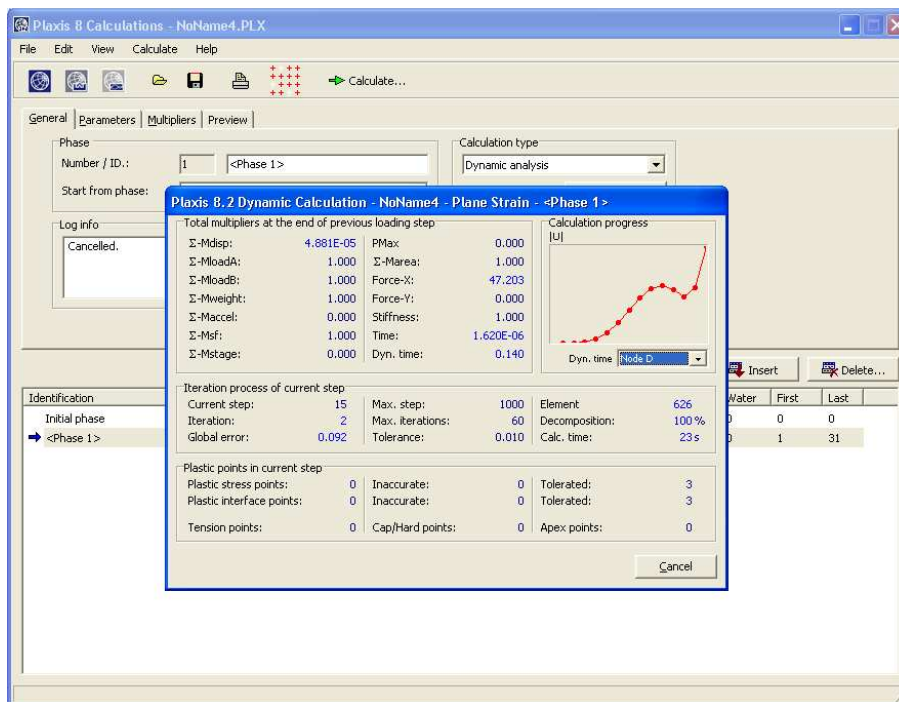 Plaxis 8 Calculations - NoName4.PLX
File Edit View Calculate Help
Calculate...
General Parameters Multipliers Preview
Phase
Number / ID.: 1 <Phase 1>
Start from phase:
Calculation type
Dynamic analysis
Log info
Cancelled.
Plaxis 8.2 Dynamic Calculation - NoName4 - Plane Strain - <Phase 1>
Total multipliers at the end of previous loading step
Σ-Mdisp: 4.881E-05 PMax 0.000
Σ-MloadA: 1.000 Σ-Marea: 1.000
Σ-MloadB: 1.000 Force-X: 47.203
Σ-Mweight: 1.000 Force-Y: 0.000
Σ-Maccel: 0.000 Stiffness: 1.000
Σ-Msf: 1.000 Time: 1.620E-06
Σ-Mstage: 0.000 Dyn. time: 0.140
Calculation progress
|U|
Dyn. time Node D
Iteration process of current step
Current step: 15 Max. step: 1000 Element 626
Iteration: 2 Max. iterations: 60 Decomposition: 100 %
Global error: 0.092 Tolerance: 0.010 Calc. time: 23 s
Plastic points in current step
Plastic stress points: 0 Inaccurate: 0 Tolerated: 3
Plastic interface points: 0 Inaccurate: 0 Tolerated: 3
Tension points: 0 Cap/Hard points: 0 Apex points: 0
Cancel
Insert Delete...
Identification Water First Last
Initial phase 0 0 0
<Phase 1> 0 1 31